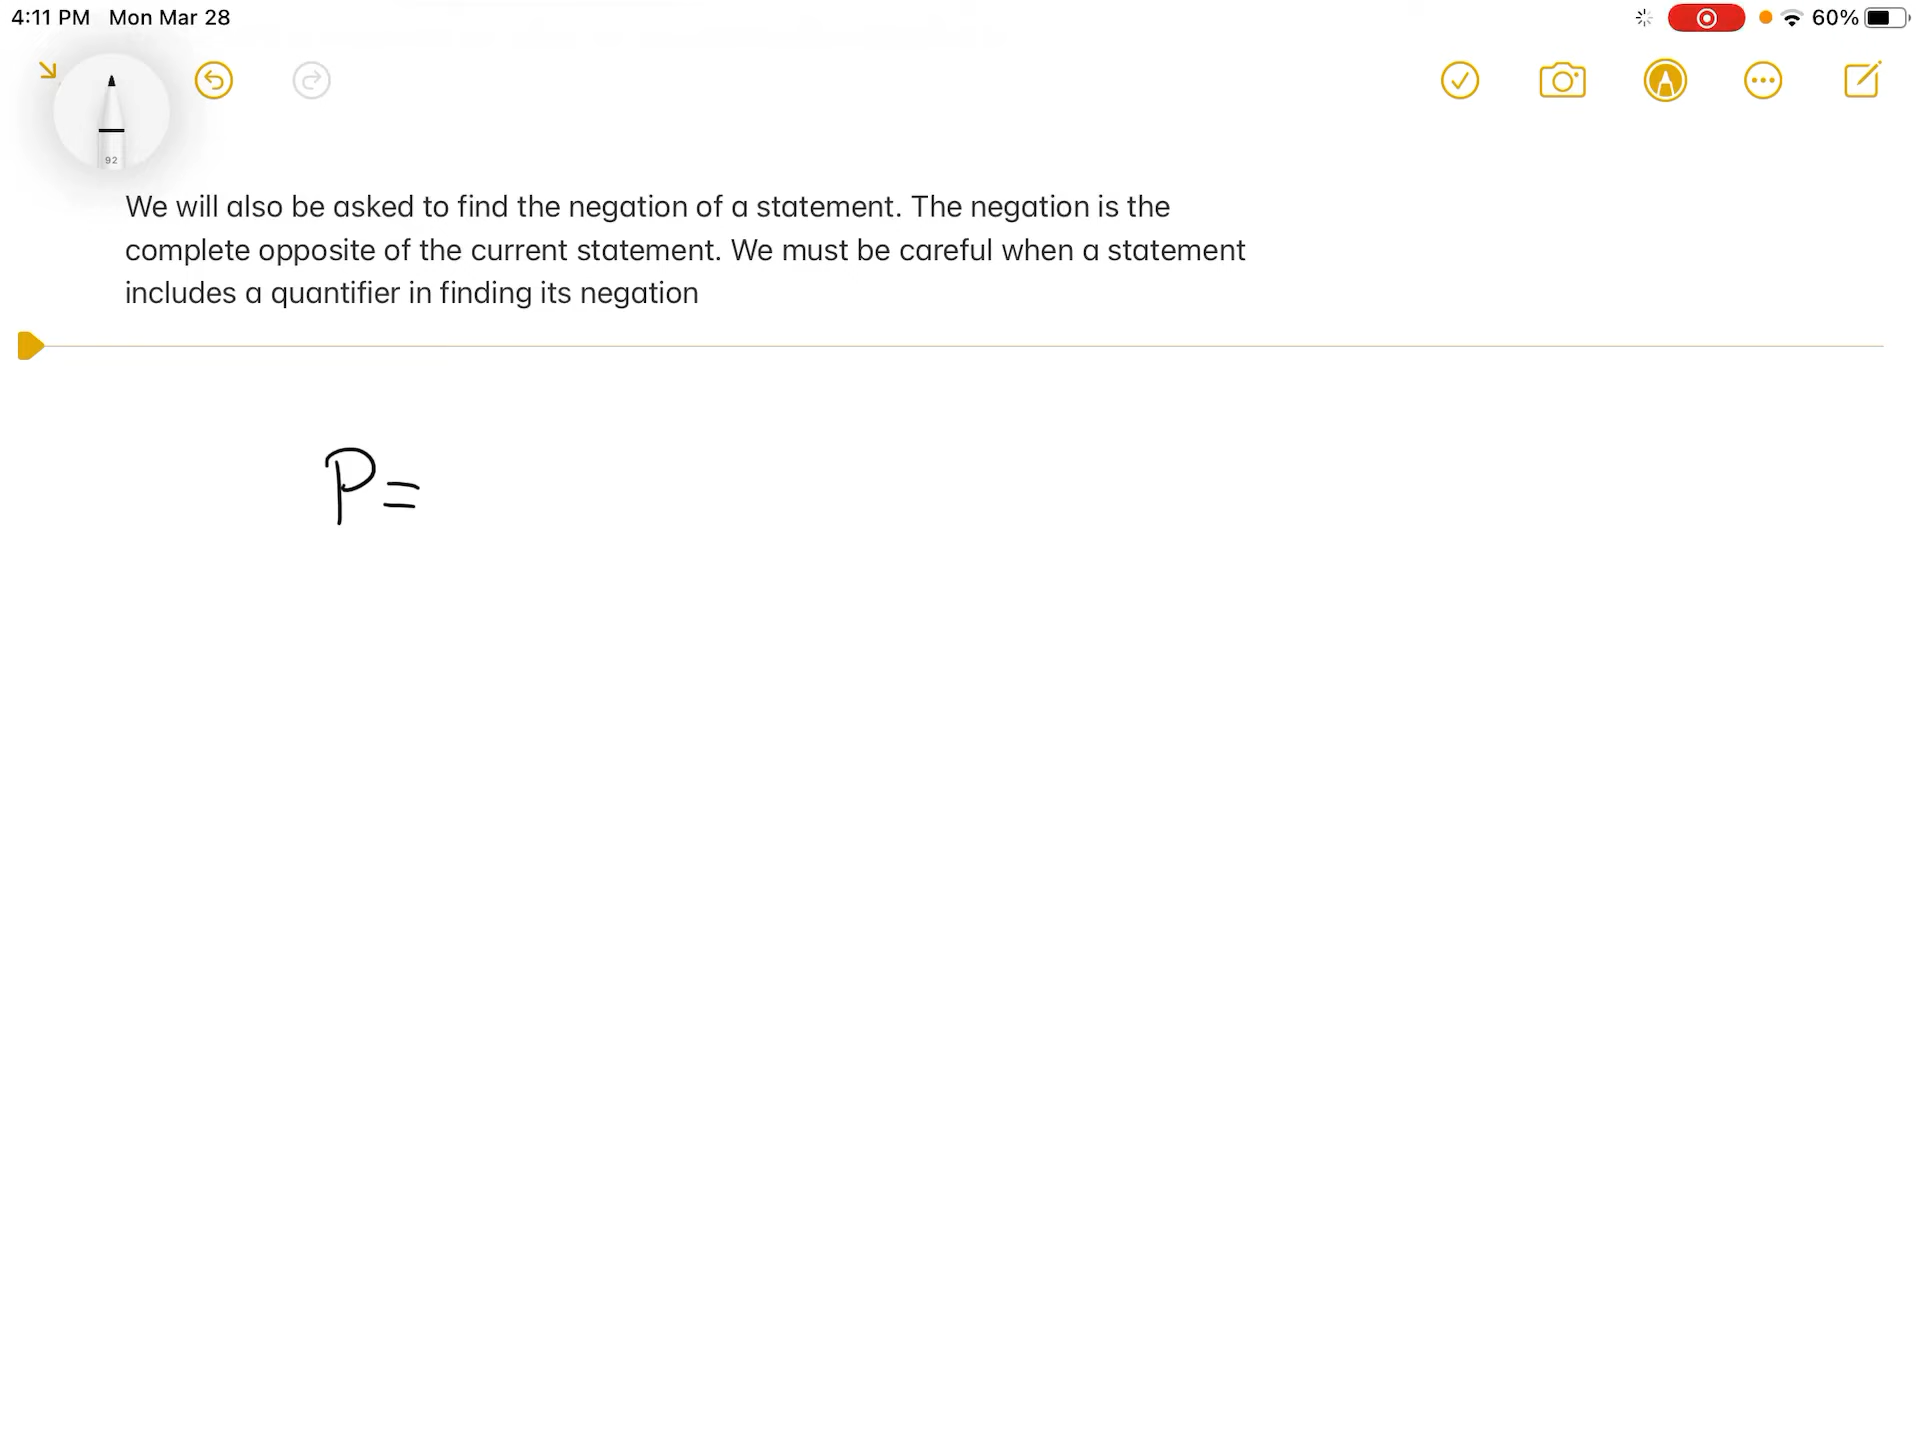 4:11 PM Mon Mar 28
60%
92
We will also be asked to find the negation of a statement. The negation is the
complete opposite of the current statement. We must be careful when a statement
includes a quantifier in finding its negation
P=